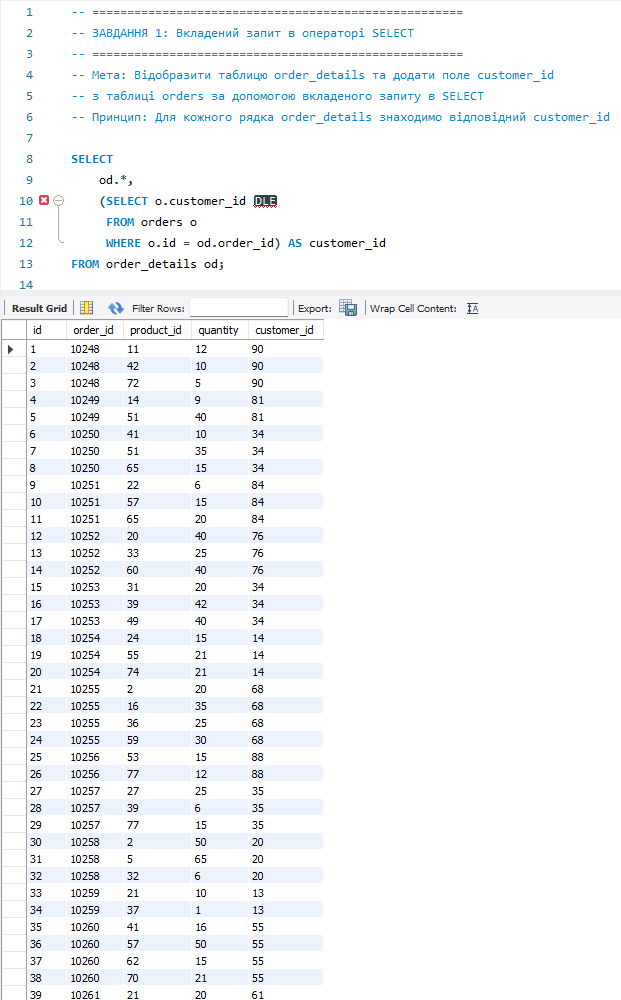 1 -- =====================================================
2 -- ЗАВДАННЯ 1: Вкладений запит в операторі SELECT
3 -- =====================================================
4 -- Мета: Відобразити таблицю order_details та додати поле customer_id
5 -- з таблиці orders за допомогою вкладеного запиту в SELECT
6 -- Принцип: Для кожного рядка order_details знаходимо відповідний customer_id
7
8 SELECT
9 od.*,
10 (SELECT o.customer_id DLE
11 FROM orders o
12 WHERE o.id = od.order_id) AS customer_id
13 FROM order_details od;
14
Result Grid Filter Rows: Export: Wrap Cell Content: IA
id order_id product_id quantity customer_id
1 10248 11 12 90
2 10248 42 10 90
3 10248 72 5 90
4 10249 14 9 81
5 10249 51 40 81
6 10250 41 10 34
7 10250 51 35 34
8 10250 65 15 34
9 10251 22 6 84
10 10251 57 15 84
11 10251 65 20 84
12 10252 20 40 76
13 10252 33 25 76
14 10252 60 40 76
15 10253 31 20 34
16 10253 39 42 34
17 10253 49 40 34
18 10254 24 15 14
19 10254 55 21 14
20 10254 74 21 14
21 10255 2 20 68
22 10255 16 35 68
23 10255 36 25 68
24 10255 59 30 68
25 10256 53 15 88
26 10256 77 12 88
27 10257 27 25 35
28 10257 39 6 35
29 10257 77 15 35
30 10258 2 50 20
31 10258 5 65 20
32 10258 32 6 20
33 10259 21 10 13
34 10259 37 1 13
35 10260 41 16 55
36 10260 57 50 55
37 10260 62 15 55
38 10260 70 21 55
39 10261 21 20 61